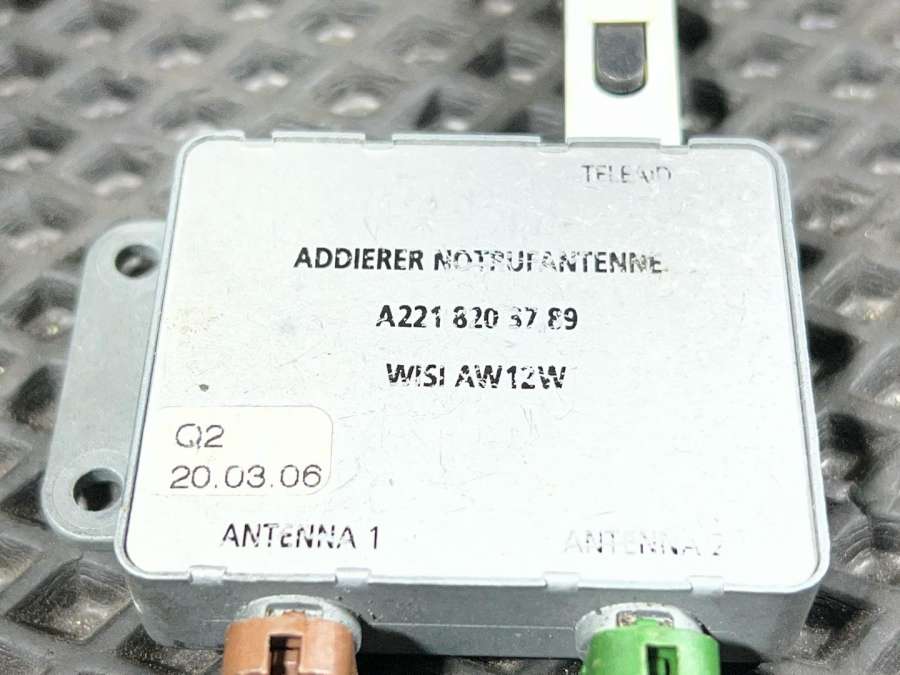 TELEAID
ADDIERER NOTRUFANTENNE
A221 820 37 89
WISI AW12W
Q2
20.03.06
ANTENNA 1
ANTENNA 2